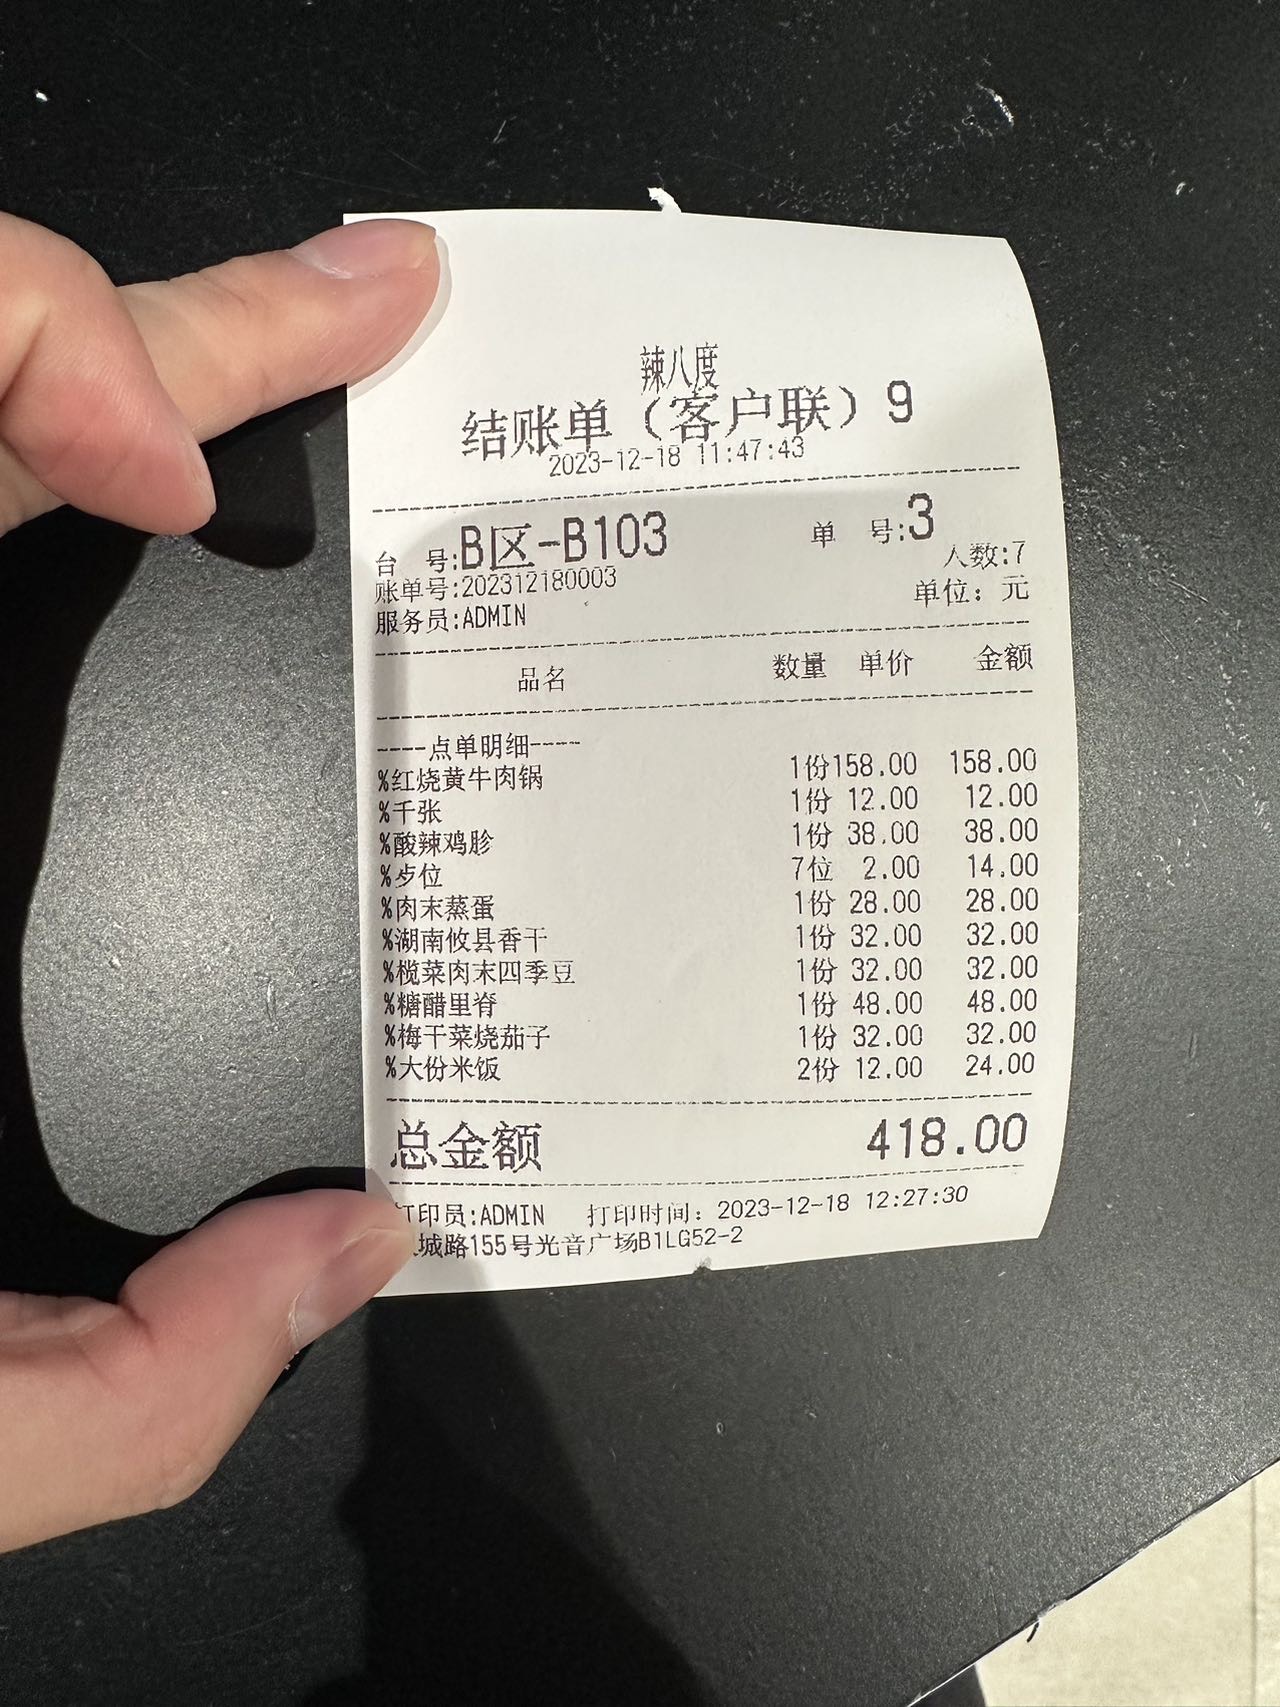 辣八度
结账单（客户联）9
2023-12-18 11:47:43
台 号:B区-B103 单 号:3
账单号:202312180003 人数:7
服务员:ADMIN 单位：元
品名 数量 单价 金额
----点单明细----
%红烧黄牛肉锅 1份158.00 158.00
%千张 1份 12.00 12.00
%酸辣鸡胗 1份 38.00 38.00
%歺位 7位 2.00 14.00
%肉末蒸蛋 1份 28.00 28.00
%湖南攸县香干 1份 32.00 32.00
%榄菜肉末四季豆 1份 32.00 32.00
%糖醋里脊 1份 48.00 48.00
%梅干菜烧茄子 1份 32.00 32.00
%大份米饭 2份 12.00 24.00
总金额 418.00
打印员:ADMIN 打印时间：2023-12-18 12:27:30
城路155号光音广场B1LG52-2